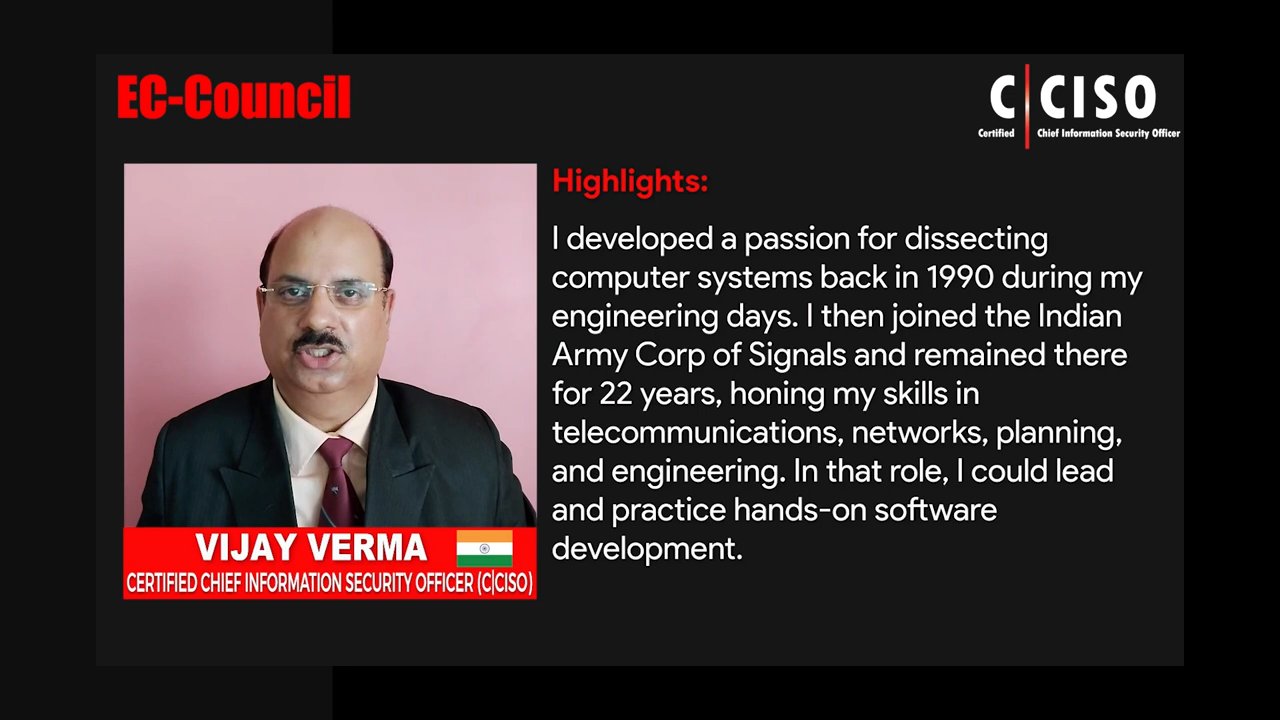 EC-Council
C|CISO
Certified Chief Information Security Officer
Highlights:
I developed a passion for dissecting
computer systems back in 1990 during my
engineering days. I then joined the Indian
Army Corp of Signals and remained there
for 22 years, honing my skills in
telecommunications, networks, planning,
and engineering. In that role, I could lead
and practice hands-on software
development.
VIJAY VERMA
CERTIFIED CHIEF INFORMATION SECURITY OFFICER (C|CISO)